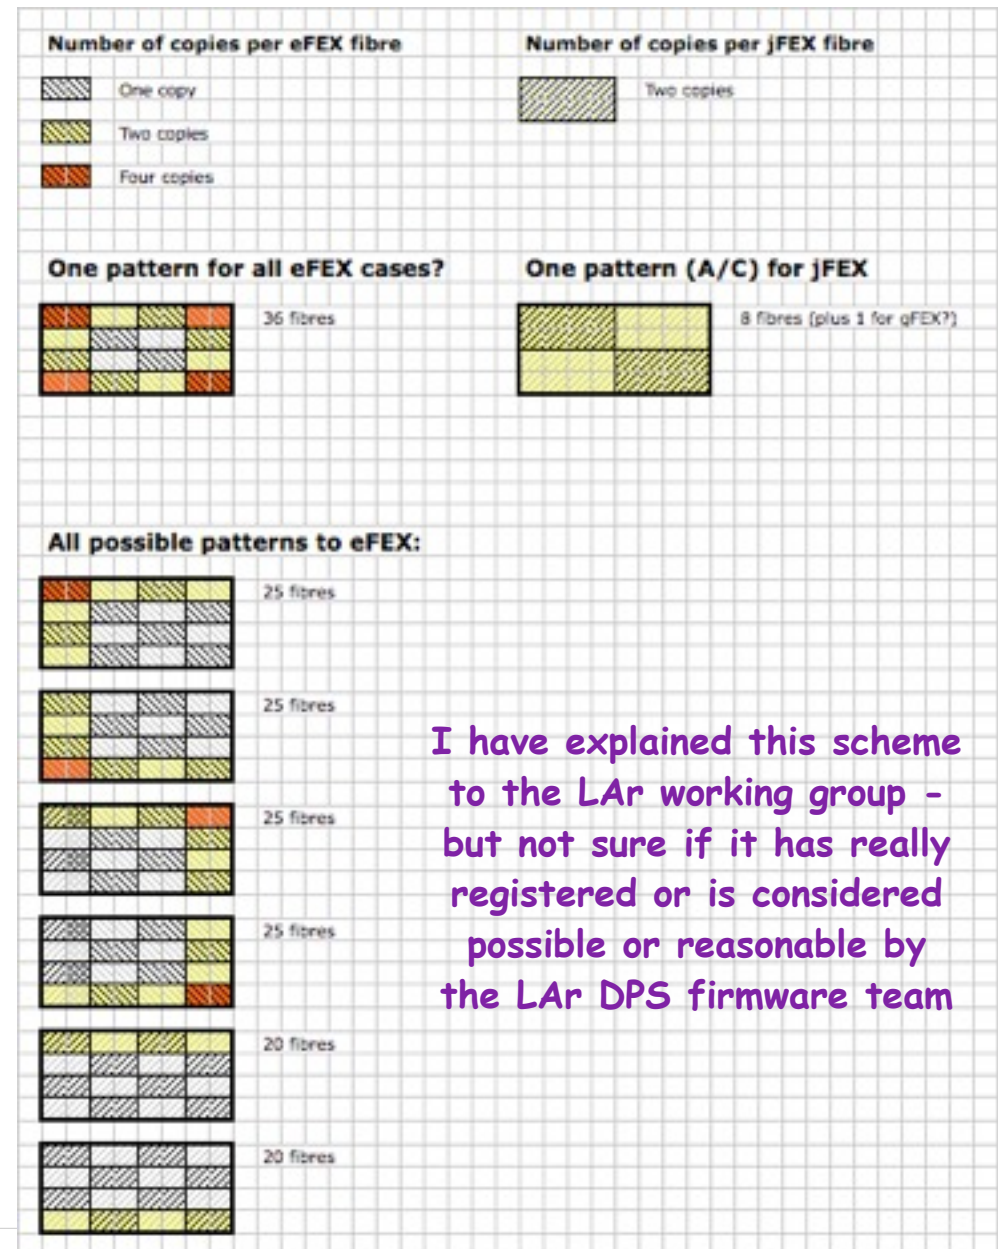 Number of copies per eFEX fibre
One copy
Two copies
Four copies
Number of copies per jFEX fibre
Two copies
One pattern for all eFEX cases?
36 fibres
One pattern (A/C) for jFEX
8 fibres (plus 1 for gFEX?)
All possible patterns to eFEX:
25 fibres
25 fibres
25 fibres
25 fibres
20 fibres
20 fibres
I have explained this scheme
to the LAr working group -
but not sure if it has really
registered or is considered
possible or reasonable by
the LAr DPS firmware team